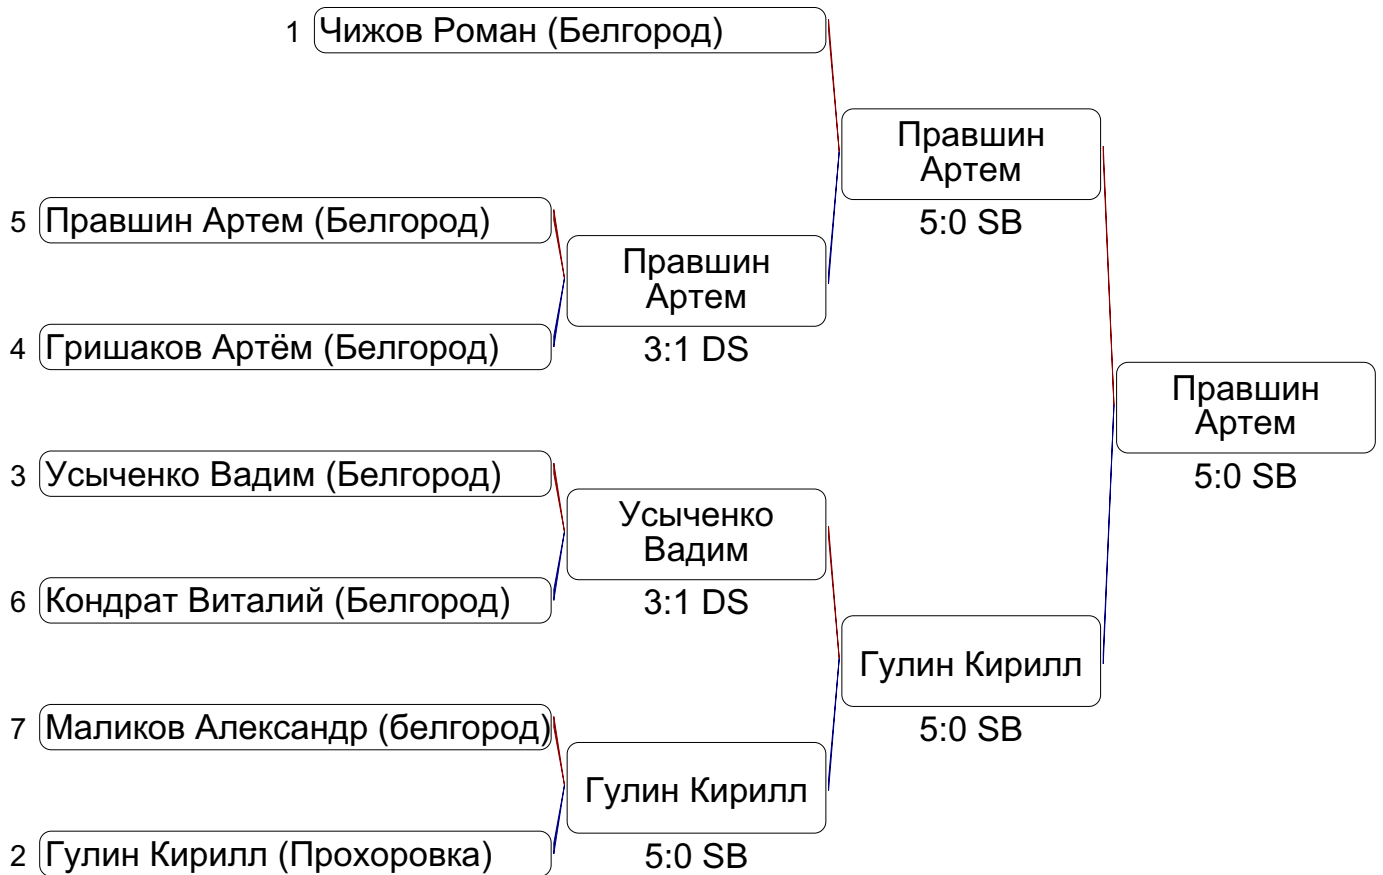 1 Чижов Роман (Белгород)
Правшин
Артем
5:0 SB
5 Правшин Артем (Белгород)
Правшин
Артем
3:1 DS
4 Гришаков Артём (Белгород)
Правшин
Артем
5:0 SB
3 Усыченко Вадим (Белгород)
Усыченко
Вадим
3:1 DS
6 Кондрат Виталий (Белгород)
Гулин Кирилл
5:0 SB
7 Маликов Александр (белгород)
Гулин Кирилл
5:0 SB
2 Гулин Кирилл (Прохоровка)